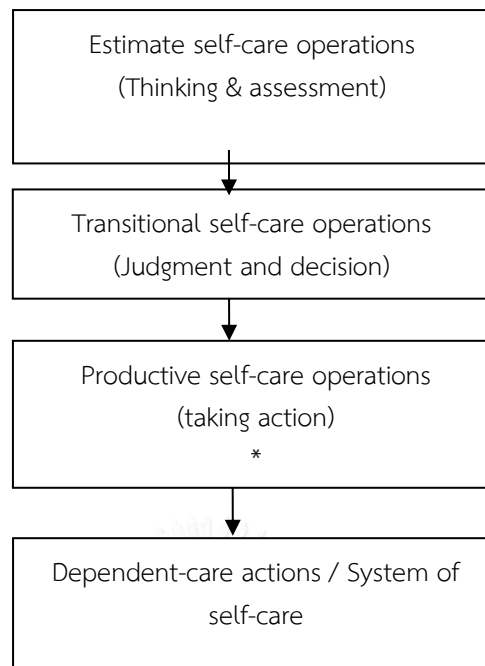 Estimate self-care operations
(Thinking & assessment)
Transitional self-care operations
(Judgment and decision)
Productive self-care operations
(taking action)
*
Dependent-care actions / System of
self-care